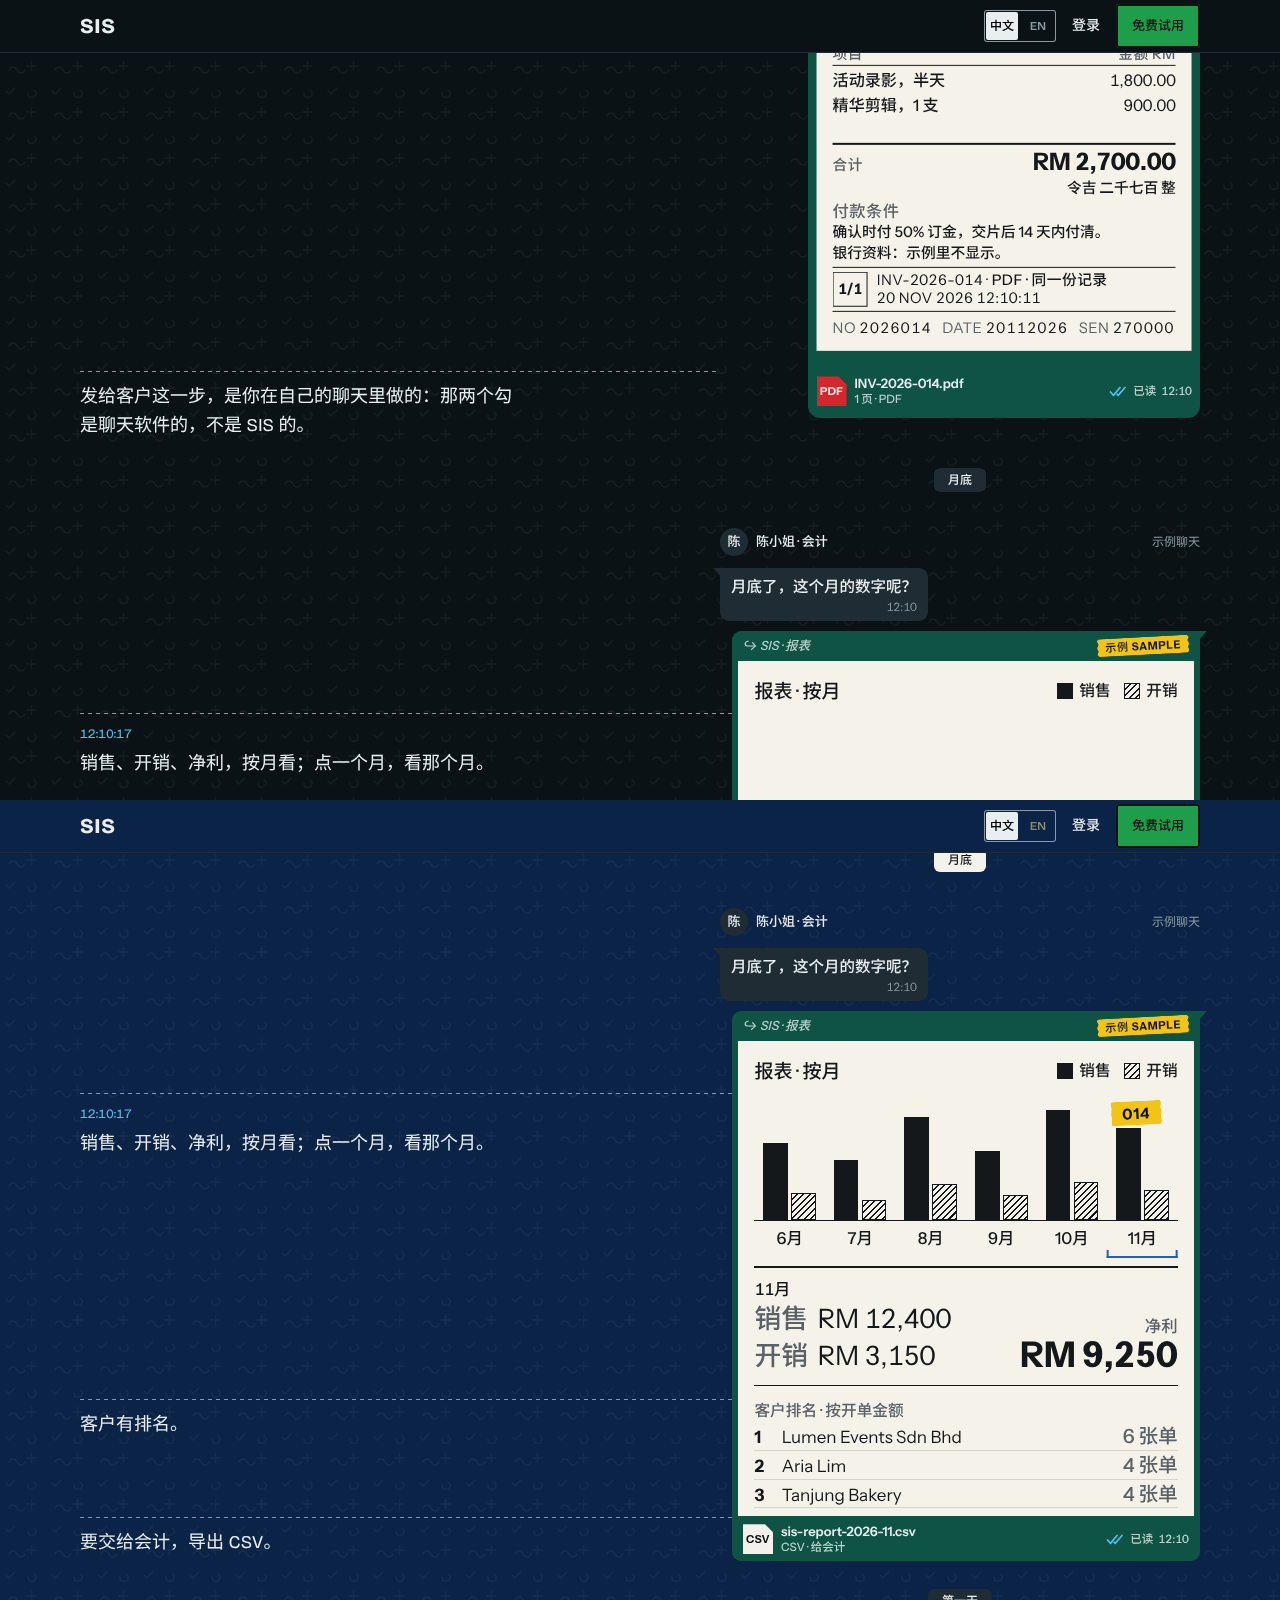 SIS
中文 EN 登录 免费试用
项目 金额 RM
活动录影，半天 1,800.00
精华剪辑，1 支 900.00
合计 RM 2,700.00
令吉 二千七百 整
付款条件
确认时付 50% 订金，交片后 14 天内付清。
银行资料：示例里不显示。
1/1 INV-2026-014 · PDF · 同一份记录
20 NOV 2026 12:10:11
NO 2026014 DATE 20112026 SEN 270000
PDF INV-2026-014.pdf
1 页 · PDF
已读 12:10
发给客户这一步，是你在自己的聊天里做的：那两个勾
是聊天软件的，不是 SIS 的。
月底
陈 陈小姐 · 会计 示例聊天
月底了，这个月的数字呢？
12:10
SIS · 报表 示例 SAMPLE
报表 · 按月 销售 开销
12:10:17
销售、开销、净利，按月看；点一个月，看那个月。
SIS
中文 EN 登录 免费试用
月底
陈 陈小姐 · 会计 示例聊天
月底了，这个月的数字呢？
12:10
SIS · 报表 示例 SAMPLE
报表 · 按月 销售 开销
12:10:17
销售、开销、净利，按月看；点一个月，看那个月。
014
6月 7月 8月 9月 10月 11月
11月
销售 RM 12,400
开销 RM 3,150
净利
RM 9,250
客户有排名。
客户排名 · 按开单金额
1 Lumen Events Sdn Bhd 6 张单
2 Aria Lim 4 张单
3 Tanjung Bakery 4 张单
要交给会计，导出 CSV。
CSV sis-report-2026-11.csv
CSV · 给会计
已读 12:10
第一天